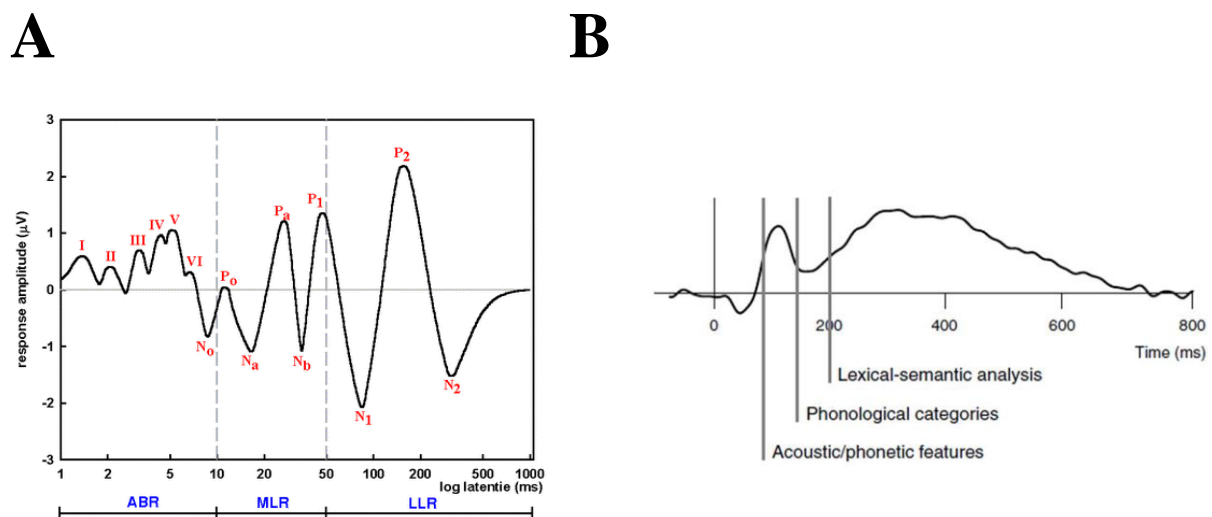 A
B
response amplitude (μV)
3
2
1
0
-1
-2
-3
I
II
III
IV
V
VI
No
Po
Na
Pa
Nb
P1
N1
P2
N2
1
2
5
10
20
50
100
200
500
1000
log latentie (ms)
ABR
MLR
LLR
0
200
400
600
800
Time (ms)
Lexical-semantic analysis
Phonological categories
Acoustic/phonetic features